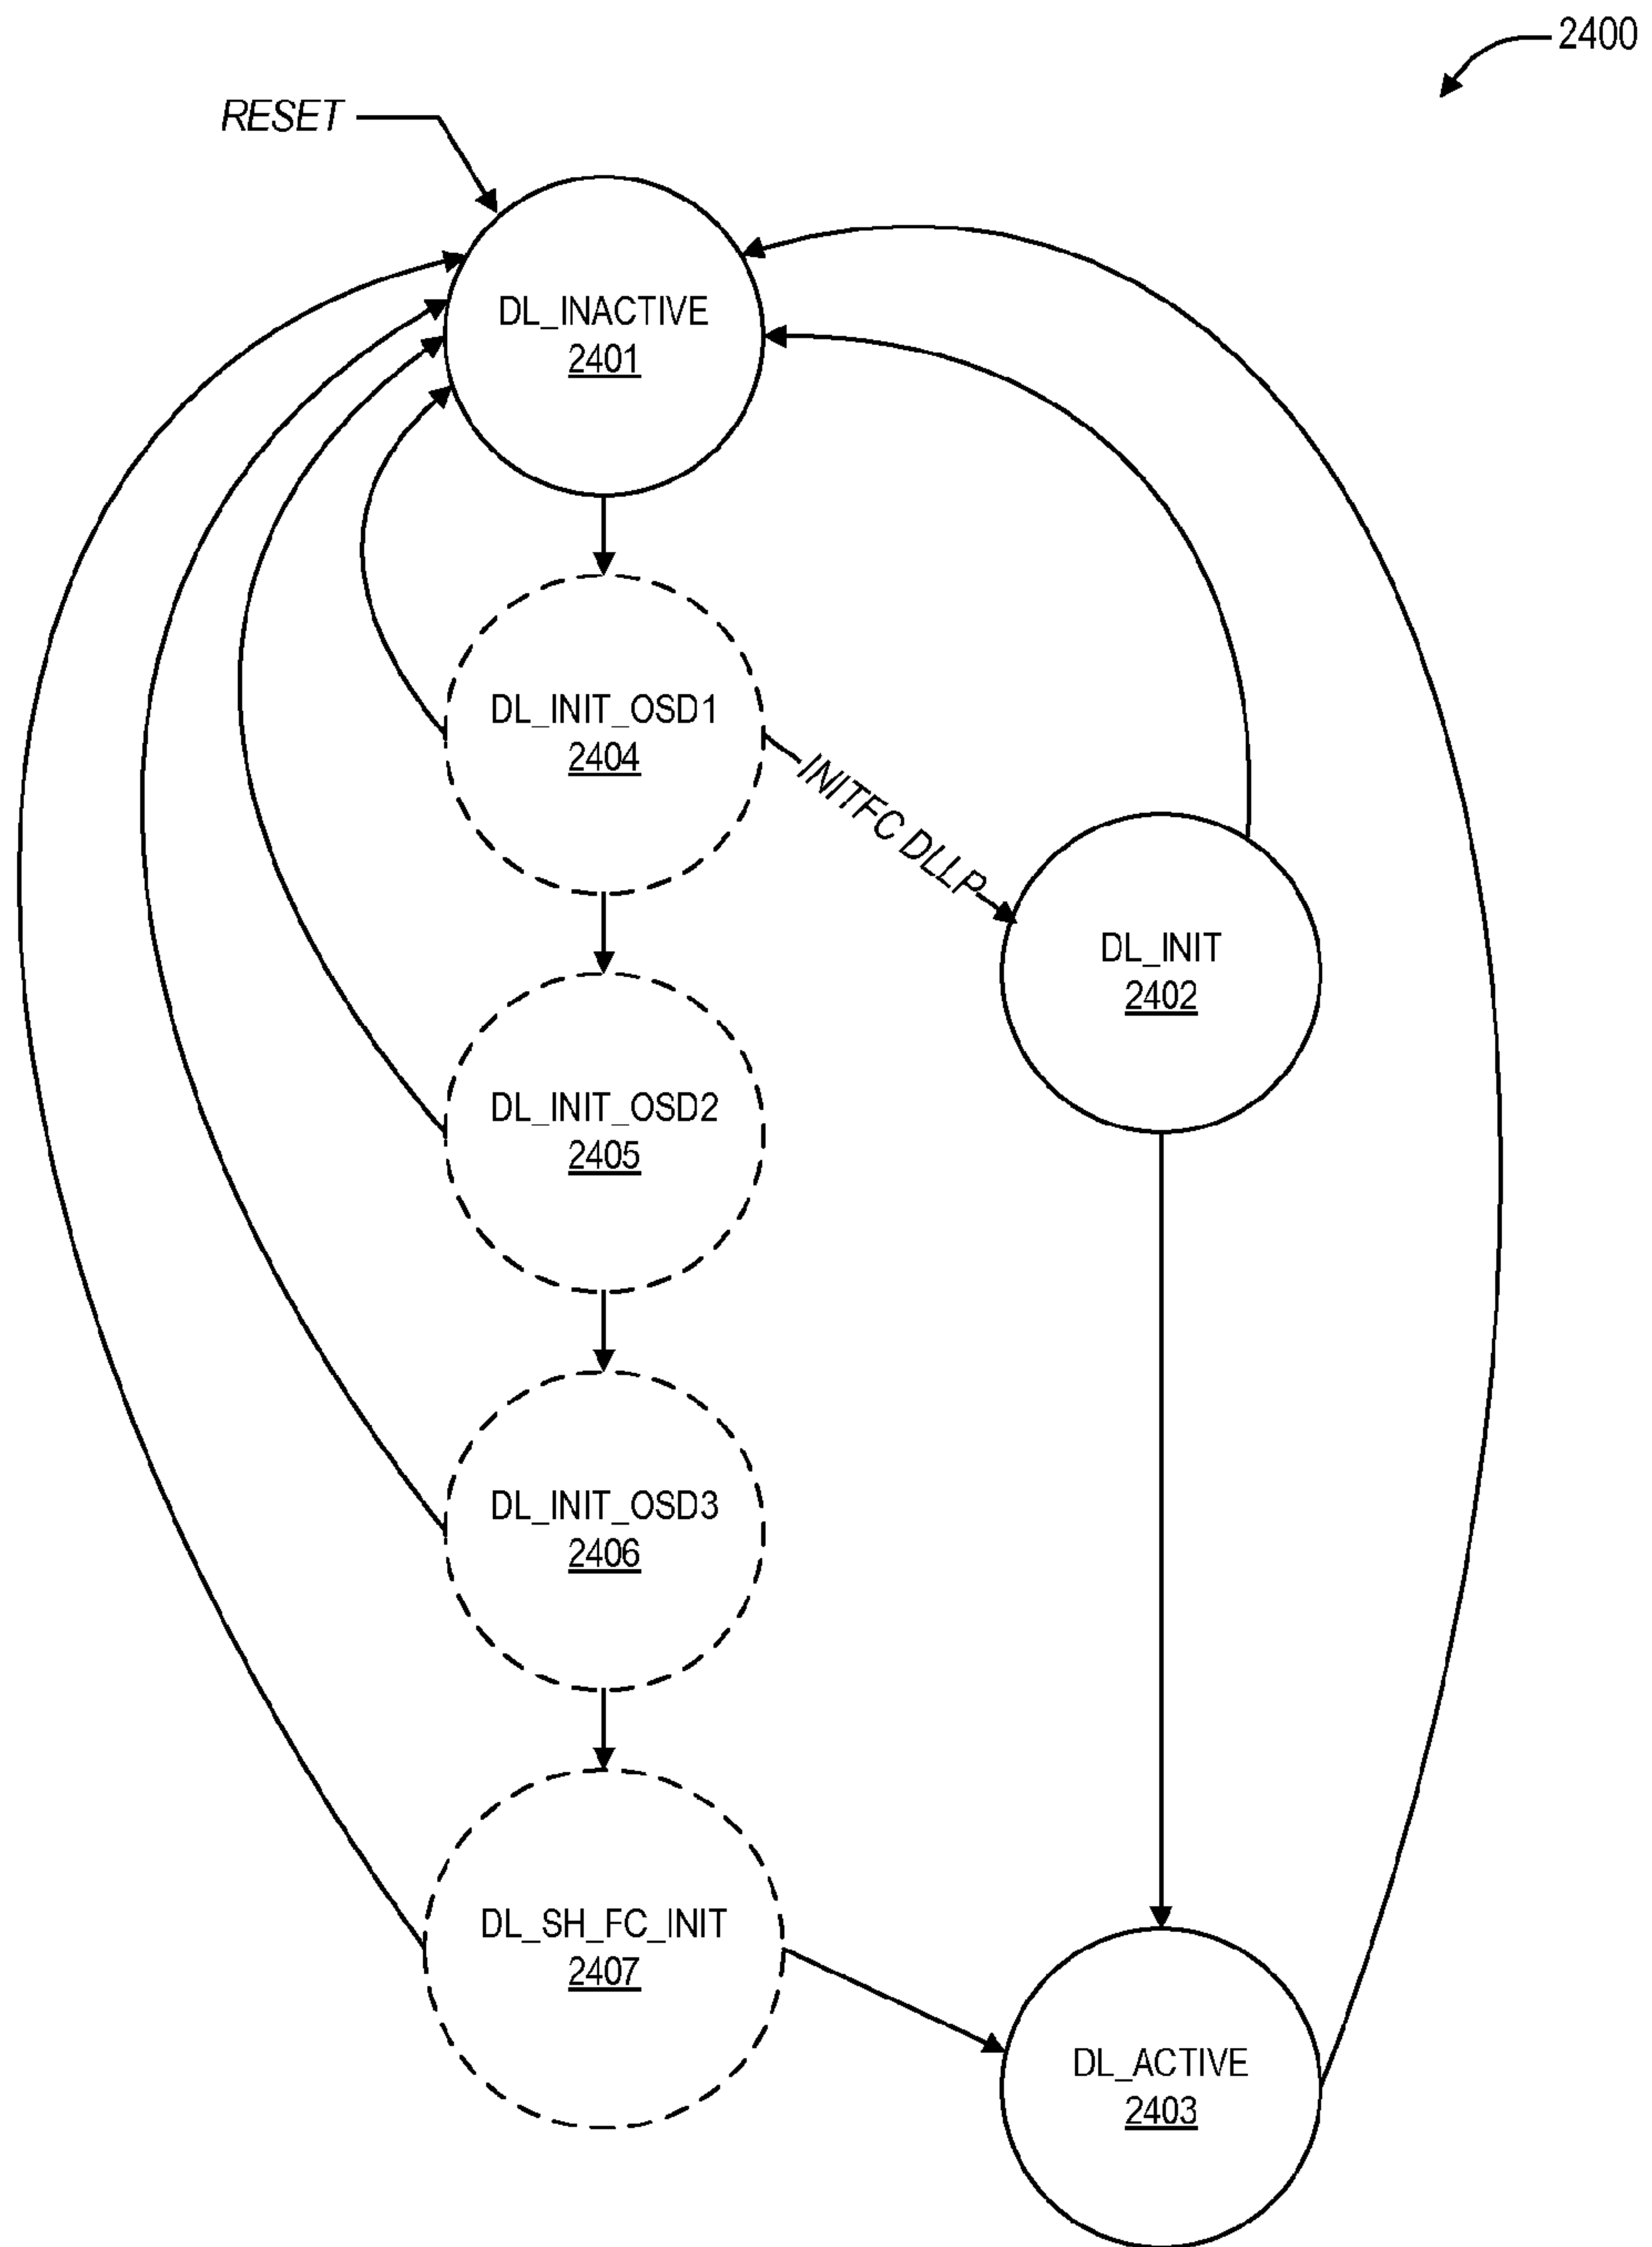 2400
RESET
DL_INACTIVE
2401
DL_INIT_OSD1
2404
INITFC DLLP
DL_INIT
2402
DL_INIT_OSD2
2405
DL_INIT_OSD3
2406
DL_SH_FC_INIT
2407
DL_ACTIVE
2403